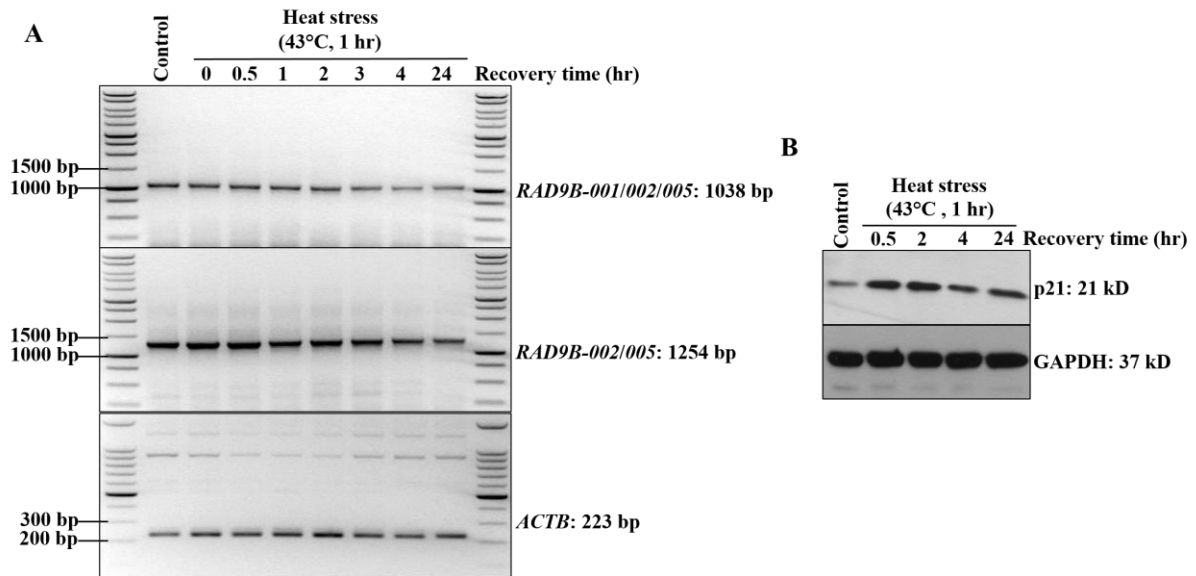 A
Control
Heat stress
(43°C, 1 hr)
0 0.5 1 2 3 4 24 Recovery time (hr)
1500 bp
1000 bp
RAD9B-001/002/005: 1038 bp
1500 bp
1000 bp
RAD9B-002/005: 1254 bp
300 bp
200 bp
ACTB: 223 bp
B
Control
Heat stress
(43°C , 1 hr)
0.5 2 4 24 Recovery time (hr)
p21: 21 kD
GAPDH: 37 kD